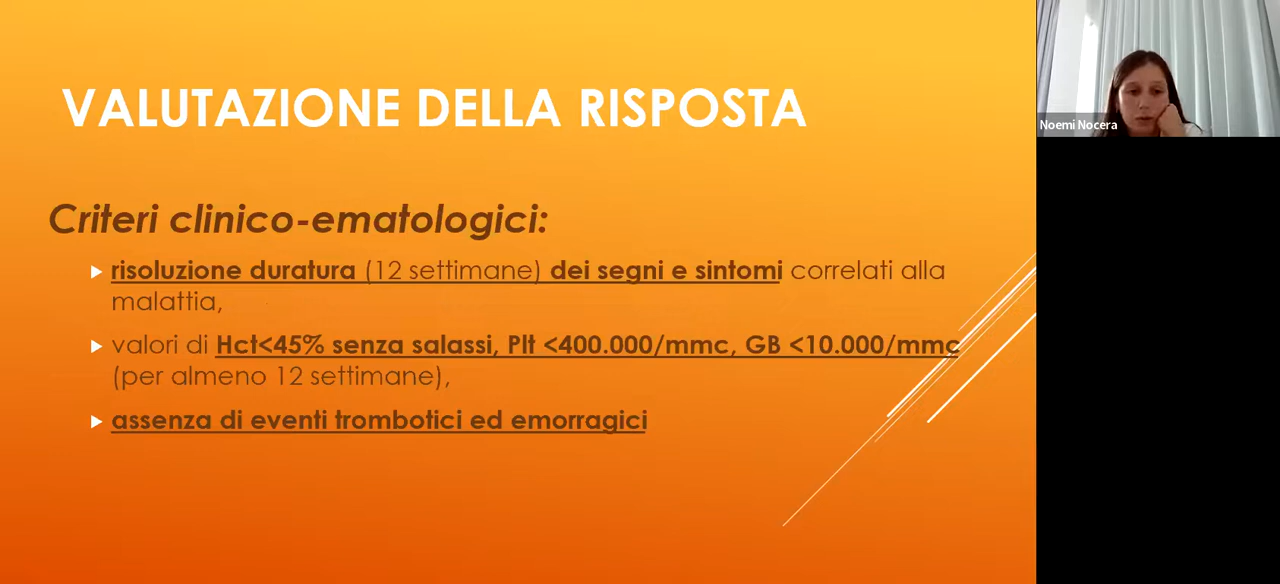 VALUTAZIONE DELLA RISPOSTA
Criteri clinico-ematologici:
risoluzione duratura (12 settimane) dei segni e sintomi correlati alla
malattia,
valori di Hct<45% senza salassi, Plt <400.000/mmc, GB <10.000/mmc
(per almeno 12 settimane),
assenza di eventi trombotici ed emorragici
Noemi Nocera